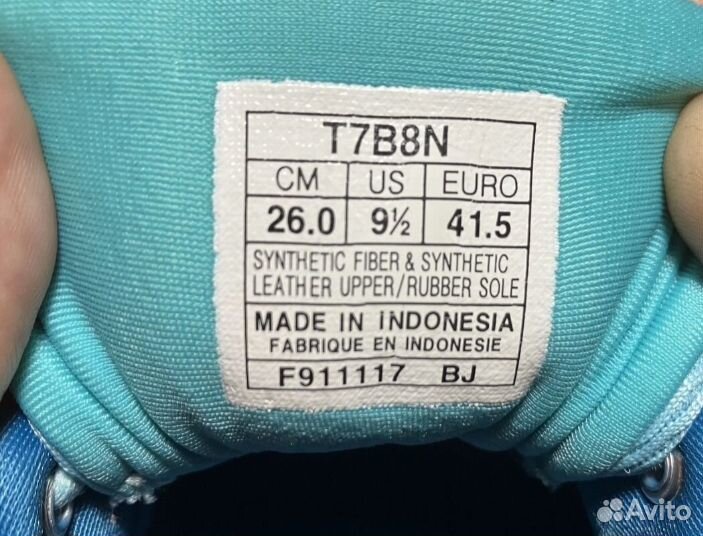 T7B8N
CM US EURO
26.0 9½ 41.5
SYNTHETIC FIBER & SYNTHETIC
LEATHER UPPER/RUBBER SOLE
MADE IN INDONESIA
FABRIQUE EN INDONESIE
F911117 BJ
Avito